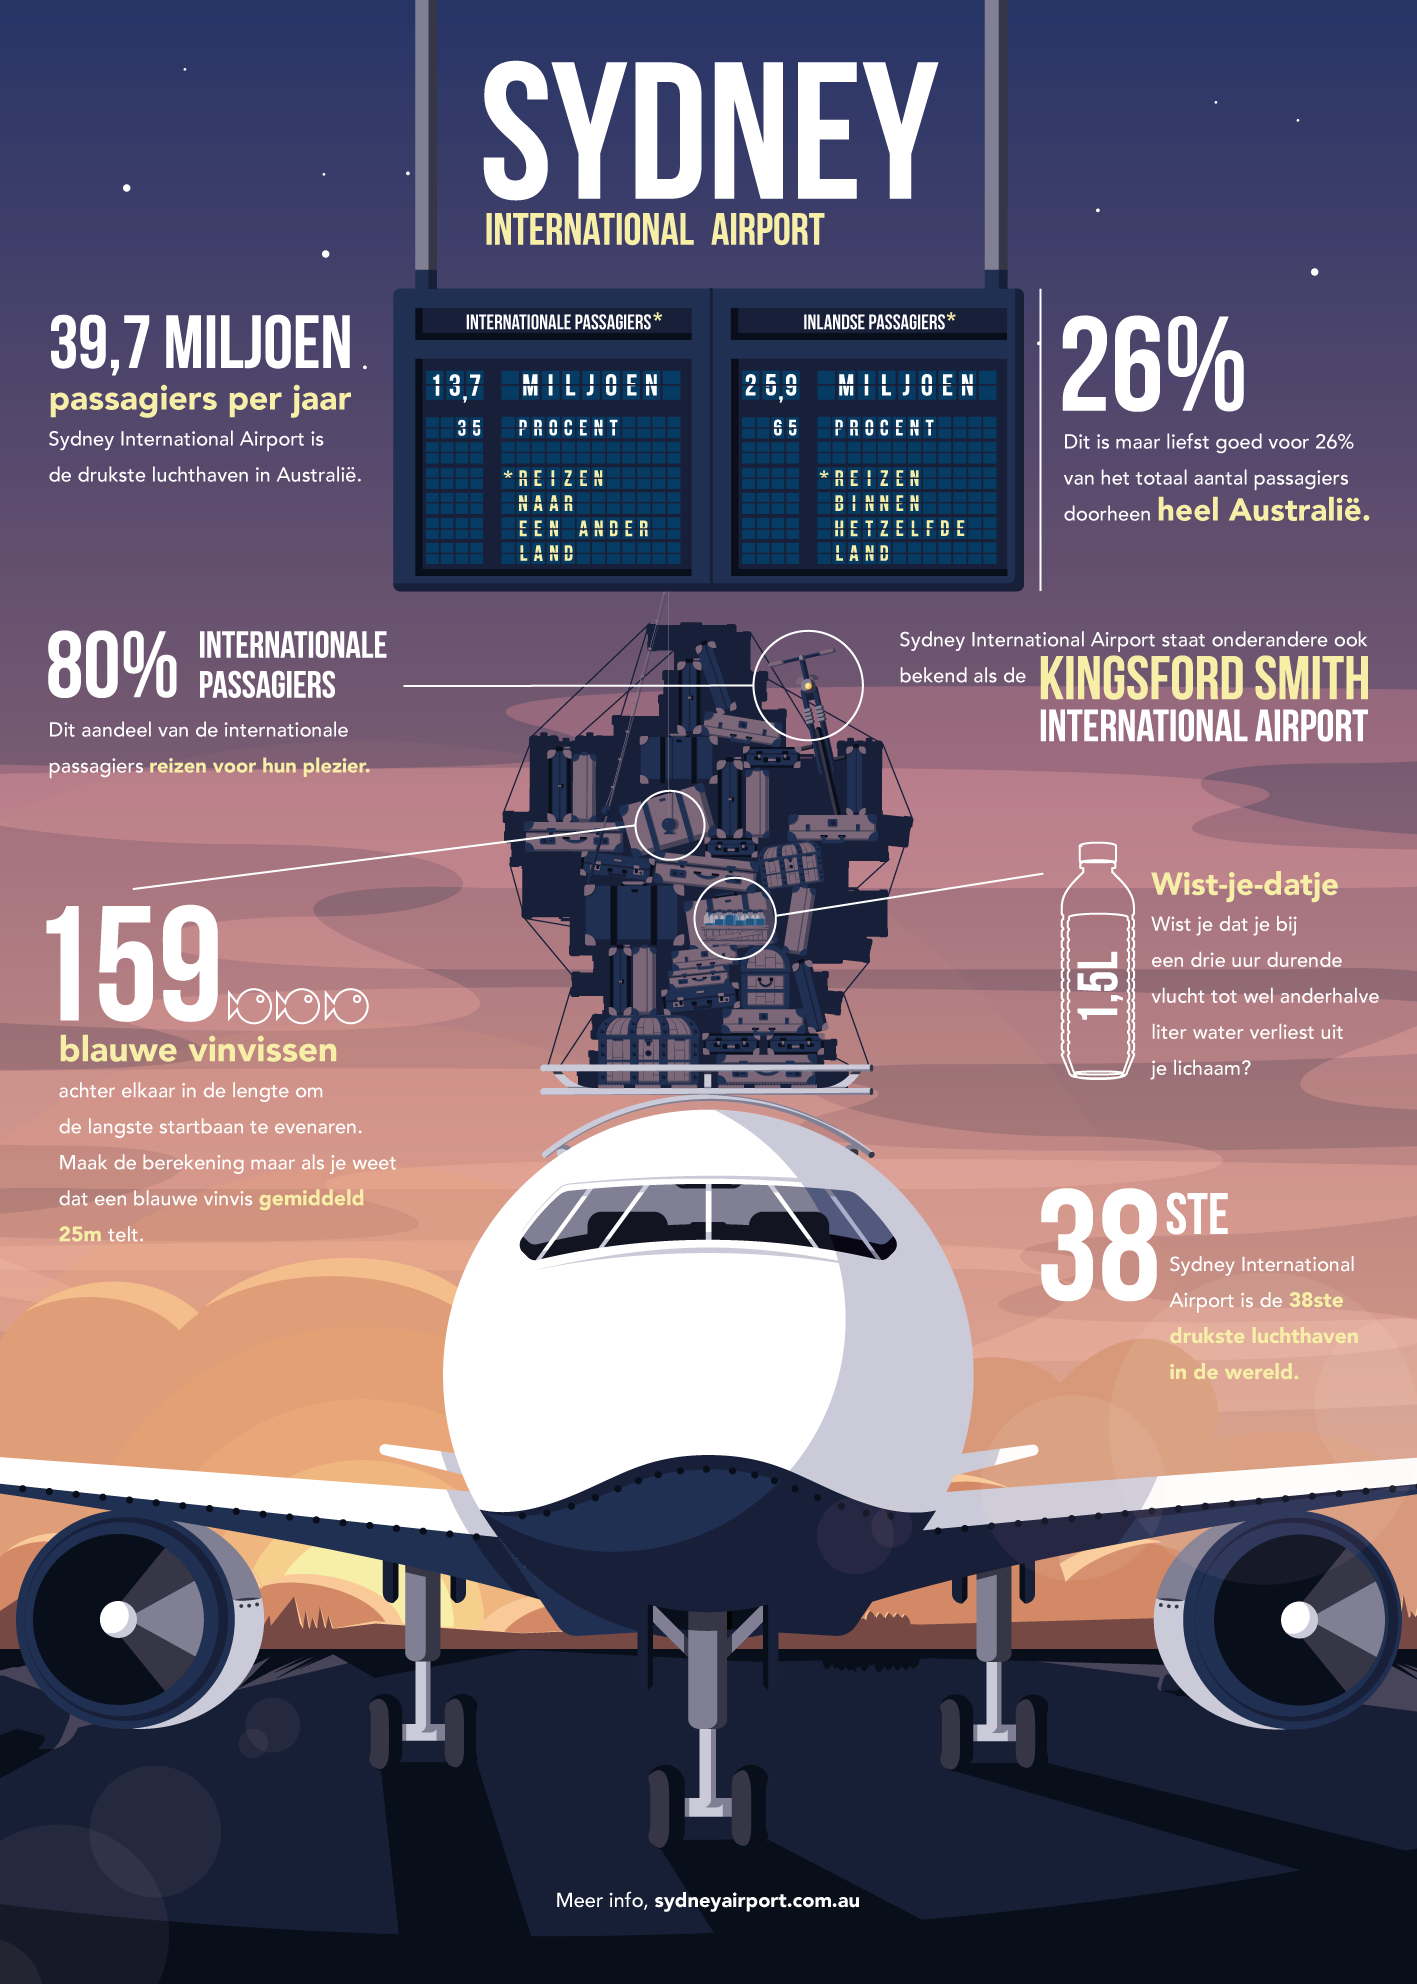 SYDNEY
INTERNATIONAL AIRPORT
39,7 MILJOEN
passagiers per jaar
Sydney International Airport is
de drukste luchthaven in Australië.
INTERNATIONALE PASSAGIERS*
13,7 MILJOEN
35 PROCENT
*REIZEN
NAAR
EEN ANDER
LAND
INLANDSE PASSAGIERS*
25,9 MILJOEN
65 PROCENT
*REIZEN
BINNEN
HETZELFDE
LAND
26%
Dit is maar liefst goed voor 26%
van het totaal aantal passagiers
doorheen heel Australië.
80% INTERNATIONALE
PASSAGIERS
Dit aandeel van de internationale
passagiers reizen voor hun plezier.
Sydney International Airport staat onderandere ook
bekend als de KINGSFORD SMITH
INTERNATIONAL AIRPORT
159
blauwe vinvissen
achter elkaar in de lengte om
de langste startbaan te evenaren.
Maak de berekening maar als je weet
dat een blauwe vinvis gemiddeld
25m telt.
1,5L
Wist-je-datje
Wist je dat je bij
een drie uur durende
vlucht tot wel anderhalve
liter water verliest uit
je lichaam?
38STE
Sydney International
Airport is de 38ste
drukste luchthaven
in de wereld.
Meer info, sydneyairport.com.au